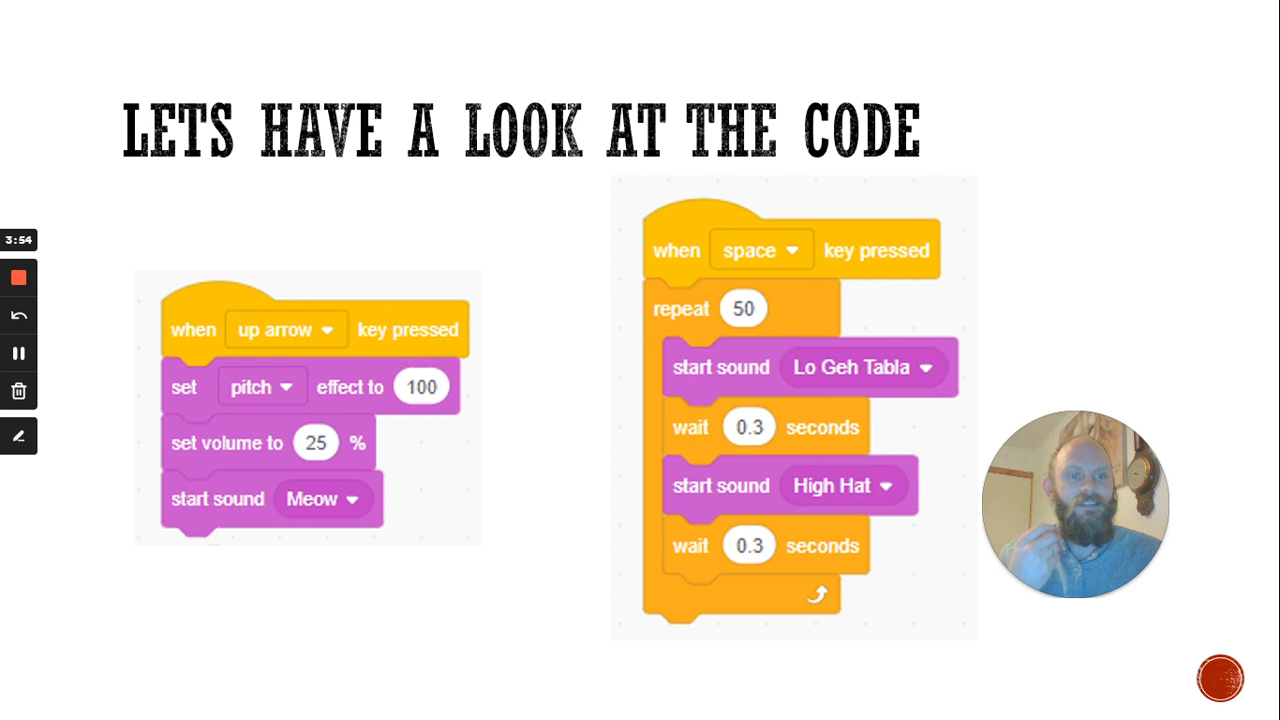 LETS HAVE A LOOK AT THE CODE
3:54
when up arrow key pressed
set pitch effect to 100
set volume to 25 %
start sound Meow
when space key pressed
repeat 50
start sound Lo Geh Tabla
wait 0.3 seconds
start sound High Hat
wait 0.3 seconds